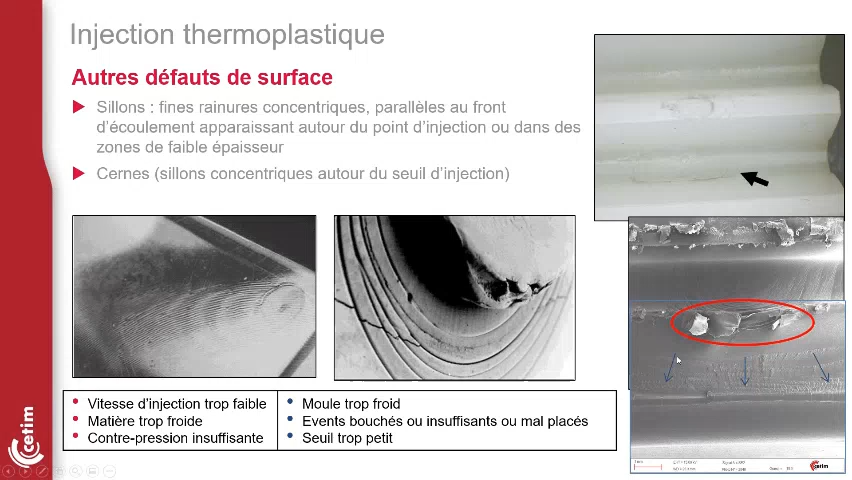 Injection thermoplastique
Autres défauts de surface
Sillons : fines rainures concentriques, parallèles au front
d'écoulement apparaissant autour du point d'injection ou dans des
zones de faible épaisseur
Cernes (sillons concentriques autour du seuil d'injection)
• Vitesse d'injection trop faible
• Matière trop froide
• Contre-pression insuffisante
• Moule trop froid
• Events bouchés ou insuffisants ou mal placés
• Seuil trop petit
cetim
cetim